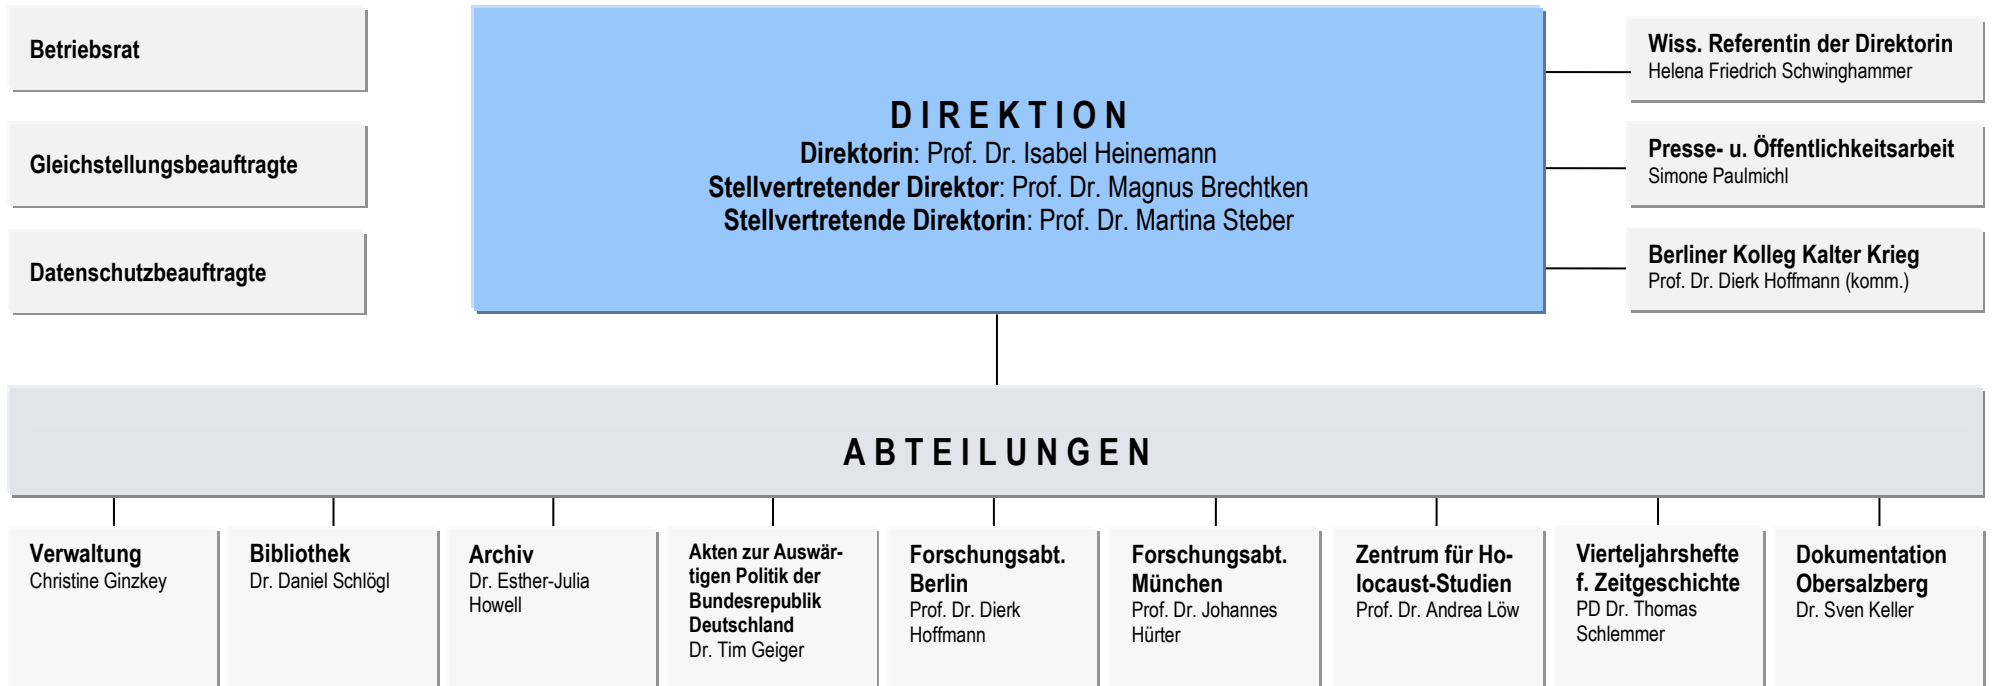 Betriebsrat
Gleichstellungsbeauftragte
Datenschutzbeauftragte
DIREKTION
Direktorin: Prof. Dr. Isabel Heinemann
Stellvertretender Direktor: Prof. Dr. Magnus Brechtken
Stellvertretende Direktorin: Prof. Dr. Martina Steber
Wiss. Referentin der Direktorin
Helena Friedrich Schwinghammer
Presse- u. Öffentlichkeitsarbeit
Simone Paulmichl
Berliner Kolleg Kalter Krieg
Prof. Dr. Dierk Hoffmann (komm.)
ABTEILUNGEN
Verwaltung
Christine Ginzkey
Bibliothek
Dr. Daniel Schlögl
Archiv
Dr. Esther-Julia
Howell
Akten zur Auswär-
tigen Politik der
Bundesrepublik
Deutschland
Dr. Tim Geiger
Forschungsabt.
Berlin
Prof. Dr. Dierk
Hoffmann
Forschungsabt.
München
Prof. Dr. Johannes
Hürter
Zentrum für Ho-
locaust-Studien
Prof. Dr. Andrea Löw
Vierteljahrshefte
f. Zeitgeschichte
PD Dr. Thomas
Schlemmer
Dokumentation
Obersalzberg
Dr. Sven Keller